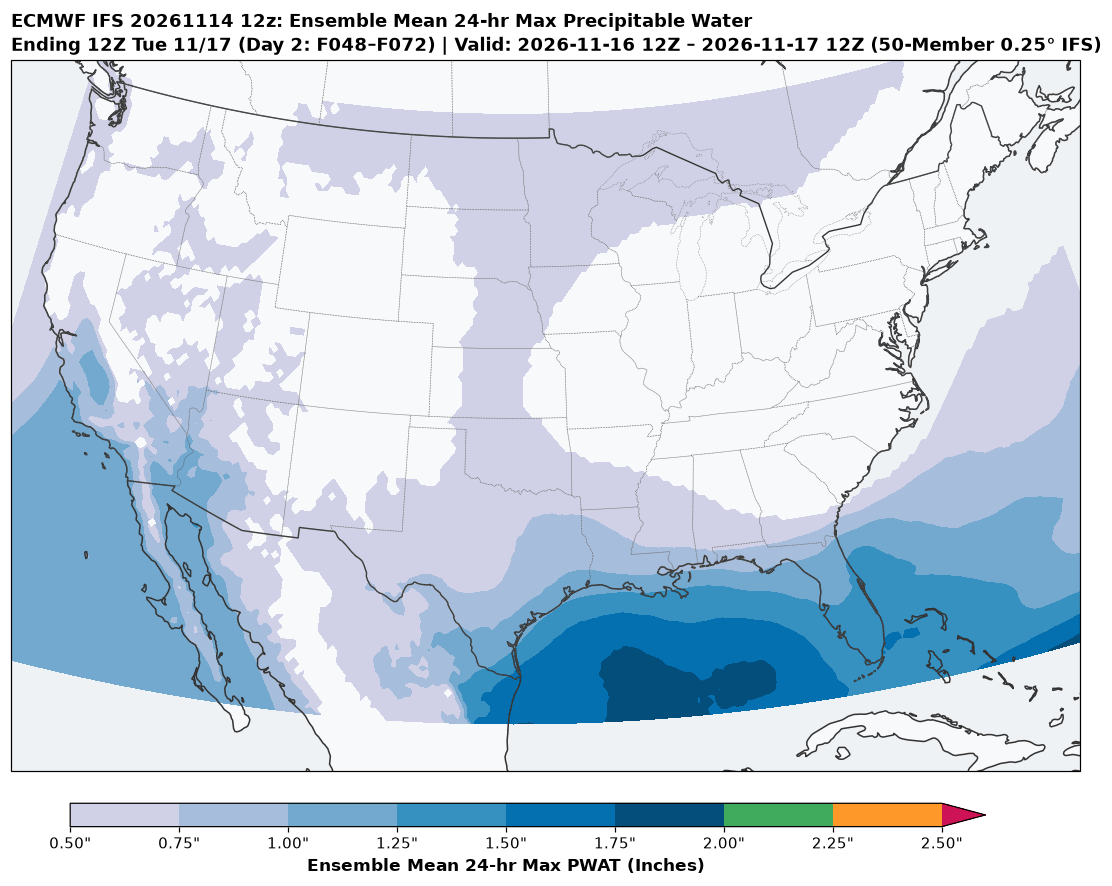 ECMWF IFS 20261114 12z: Ensemble Mean 24-hr Max Precipitable Water
Ending 12Z Tue 11/17 (Day 2: F048–F072) | Valid: 2026-11-16 12Z – 2026-11-17 12Z (50-Member 0.25° IFS)
0.50" 0.75" 1.00" 1.25" 1.50" 1.75" 2.00" 2.25" 2.50"
Ensemble Mean 24-hr Max PWAT (Inches)